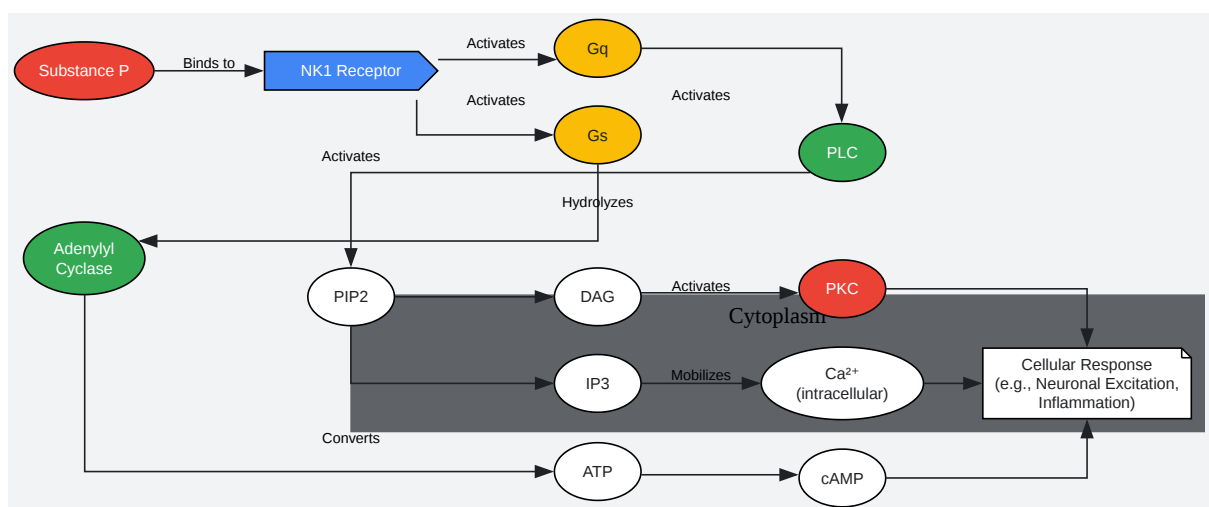 Substance P
Binds to
NK1 Receptor
Activates
Gq
Activates
Gs
Activates
PLC
Activates
Hydrolyzes
Adenylyl
Cyclase
PIP2
DAG
Activates
PKC
Cytoplasm
IP3
Mobilizes
Ca²⁺
(intracellular)
Cellular Response
(e.g., Neuronal Excitation,
Inflammation)
Converts
ATP
cAMP